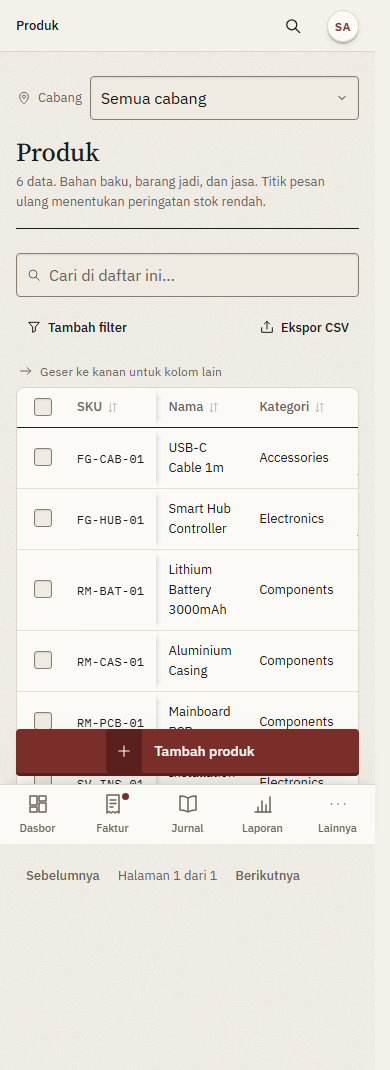 Produk
SA
Cabang
Semua cabang
Produk
6 data. Bahan baku, barang jadi, dan jasa. Titik pesan
ulang menentukan peringatan stok rendah.
Cari di daftar ini...
Tambah filter
Ekspor CSV
Geser ke kanan untuk kolom lain
SKU Nama Kategori
FG-CAB-01 USB-C Cable 1m Accessories
FG-HUB-01 Smart Hub Controller Electronics
RM-BAT-01 Lithium Battery 3000mAh Components
RM-CAS-01 Aluminium Casing Components
RM-PCB-01 Mainboard Components
Tambah produk
Electronics
Dasbor
Faktur
Jurnal
Laporan
Lainnya
Sebelumnya
Halaman 1 dari 1
Berikutnya